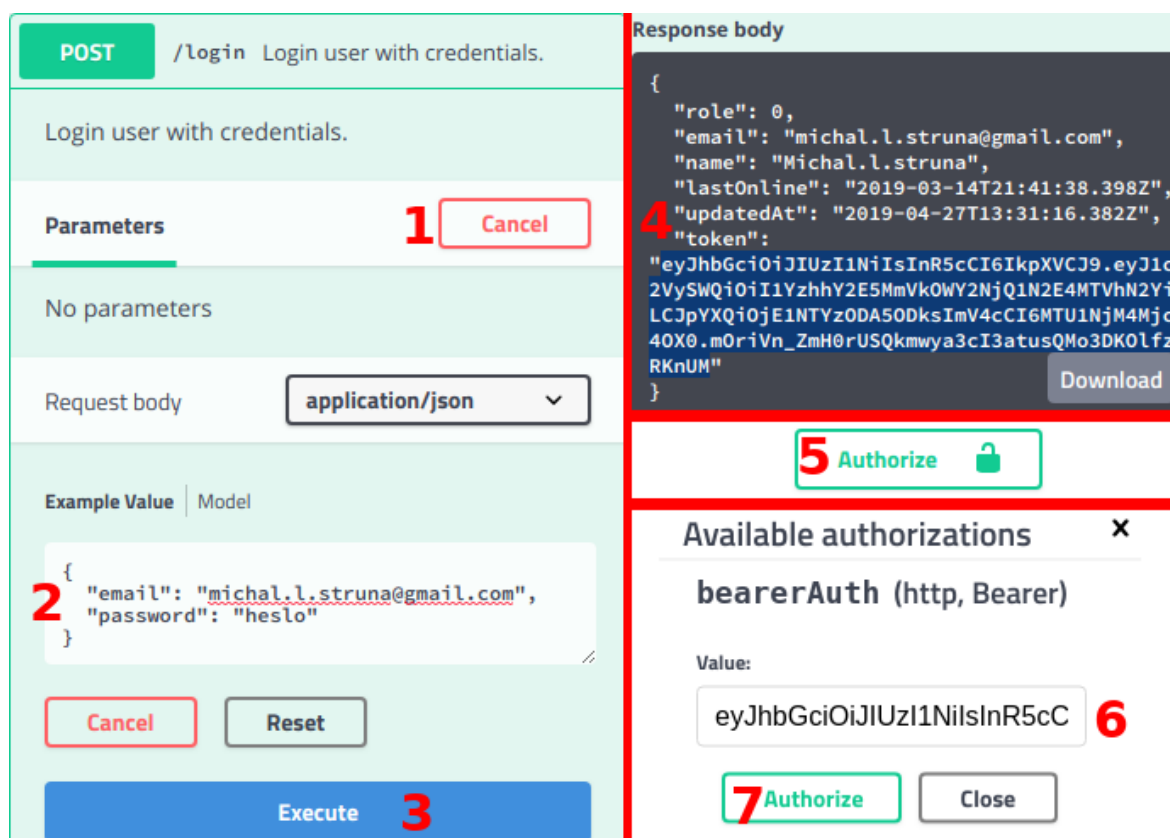 POST /login Login user with credentials.
Login user with credentials.
Parameters
1 Cancel
No parameters
Request body application/json
Example Value Model
{
2 "email": "michal.l.struna@gmail.com",
"password": "heslo"
}
Cancel Reset
Execute 3
Response body
{
"role": 0,
"email": "michal.l.struna@gmail.com",
"name": "Michal.l.struna",
"lastOnline": "2019-03-14T21:41:38.398Z",
4 "updatedAt": "2019-04-27T13:31:16.382Z",
"token":
"eyJhbGciOiJIUzI1NiIsInR5cCI6IkpXVCJ9.eyJ1c
2VySWQiOiI1YzhhY2E5MmVkOWY2NjQ1N2E4MTVhN2Yi
LCJpYXQiOjE1NTYzODA5ODksImV4cCI6MTU1NjM4Mjc
4OX0.mOriVn_ZmH0rUSQkmwya3cI3atusQMo3DKOlfz
RKnUM"
}
Download
5 Authorize
Available authorizations x
bearerAuth (http, Bearer)
Value:
eyJhbGciOiJIUzI1NiIsInR5cC 6
7 Authorize Close